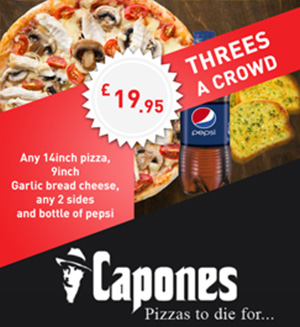 THREES
A CROWD
£19.95
pepsi
Any 14inch pizza,
9inch
Garlic bread cheese,
any 2 sides
and bottle of pepsi
Capones
Pizzas to die for...